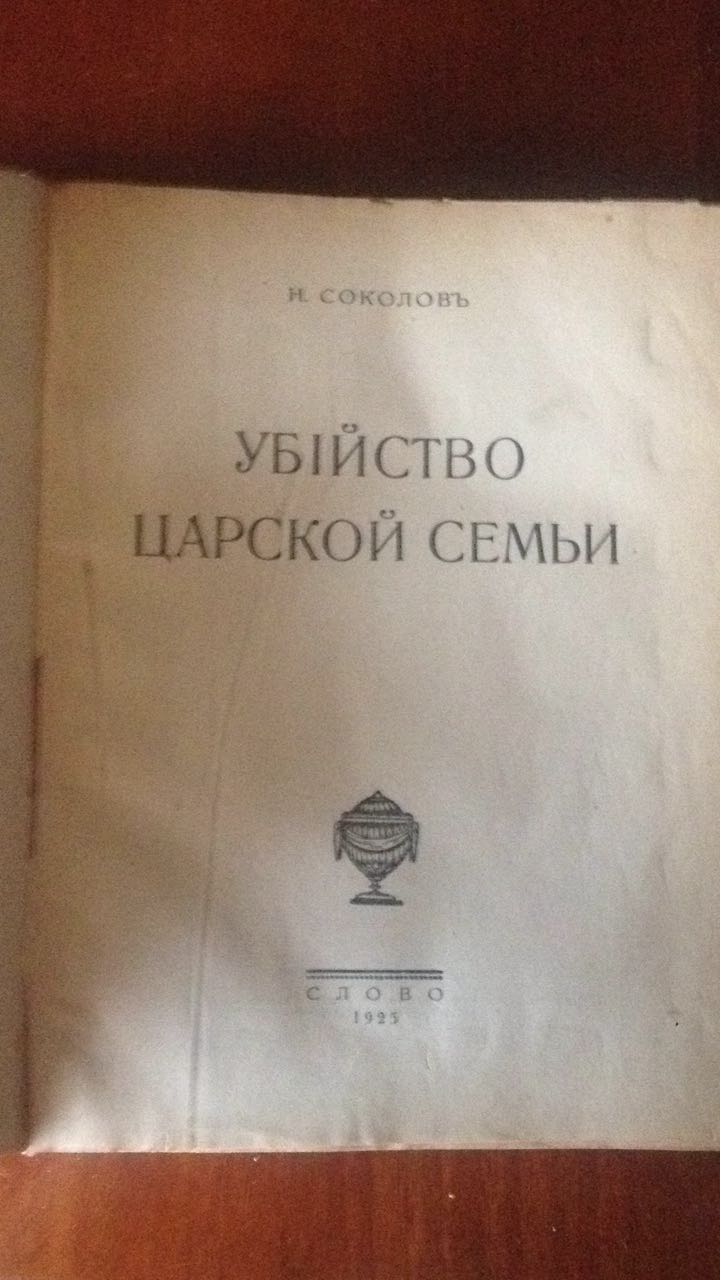 Н. СОКОЛОВЪ
УБІЙСТВО
ЦАРСКОЙ СЕМЬИ
СЛОВО
1925